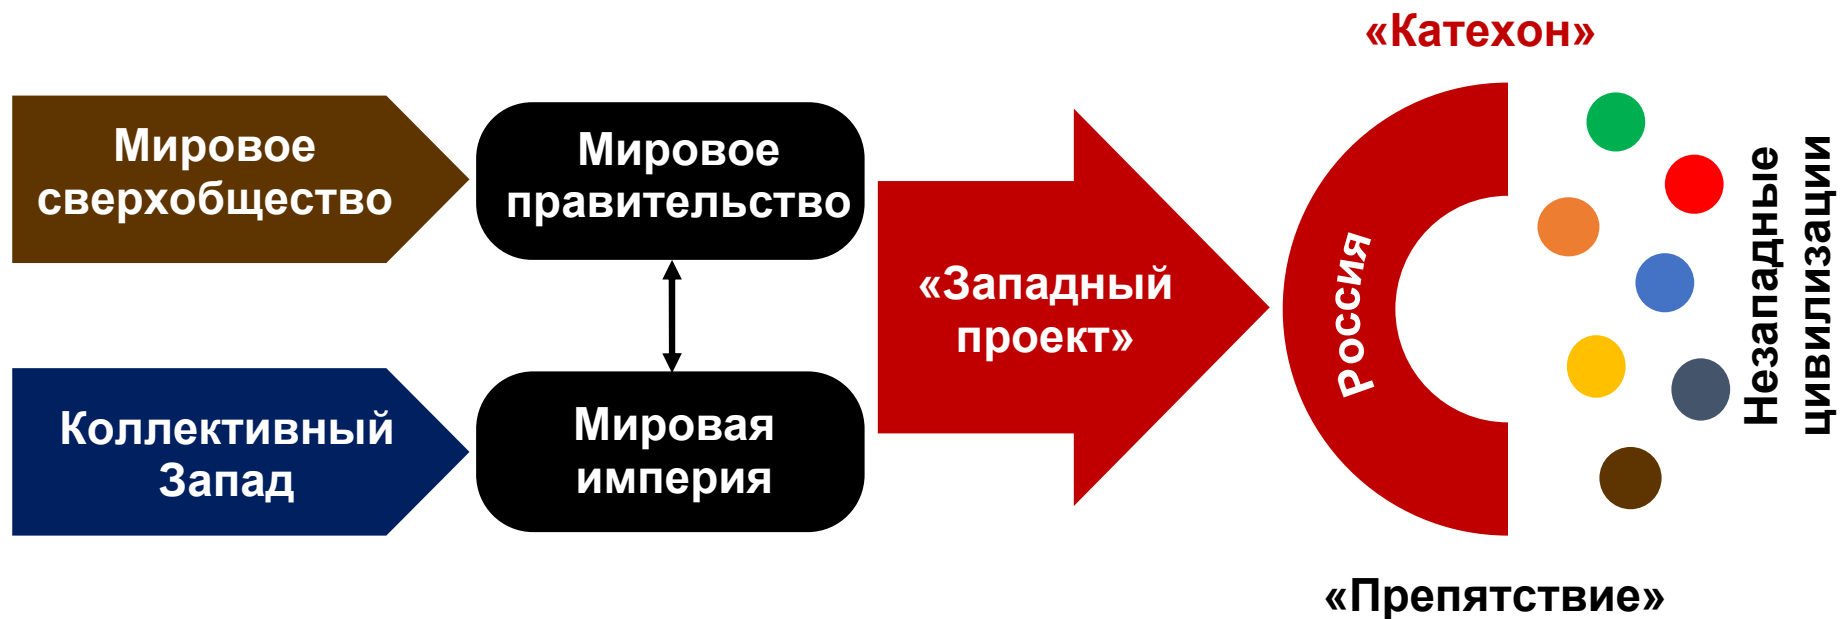 «Катехон»
Мировое
сверхобщество
Мировое
правительство
«Западный
проект»
Россия
Незападные
цивилизации
Коллективный
Запад
Мировая
империя
«Препятствие»